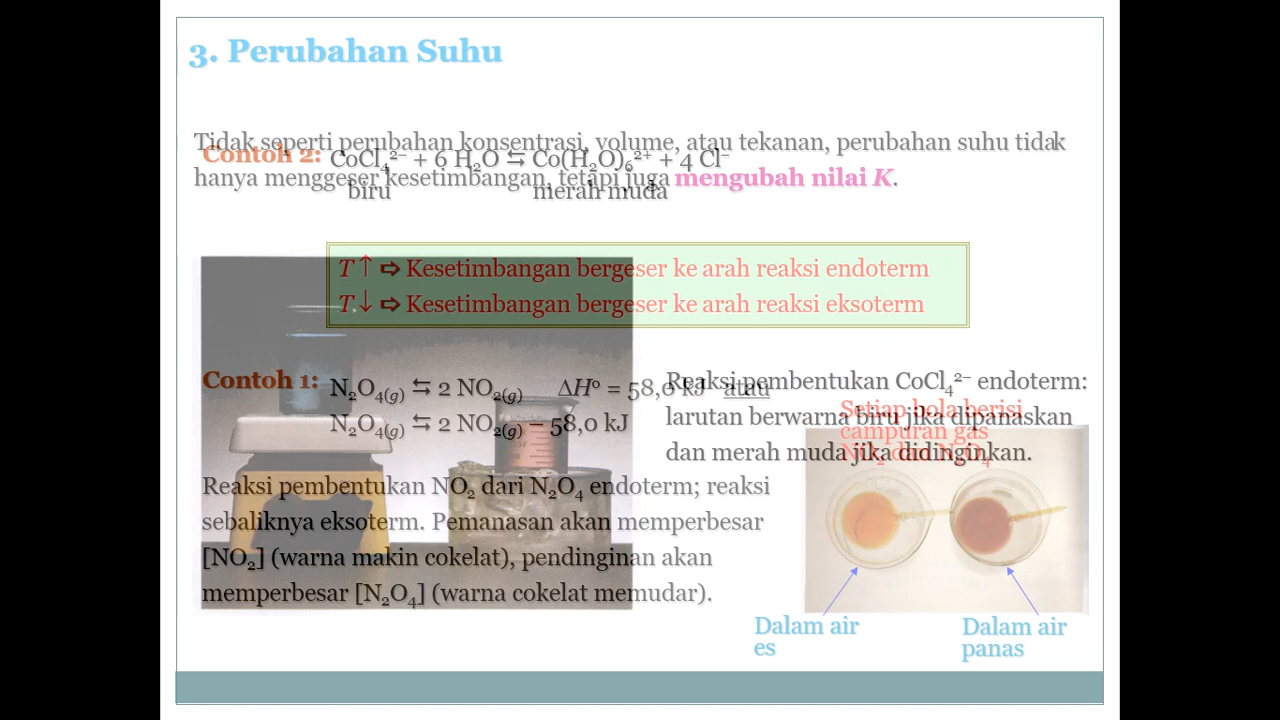 3. Perubahan Suhu
Tidak seperti perubahan konsentrasi, volume, atau tekanan, perubahan suhu tidak
hanya menggeser kesetimbangan, tetapi juga mengubah nilai K.
Contoh 2: CoCl₄²⁻ + 6 H₂O ⇆ Co(H₂O)₆²⁺ + 4 Cl⁻
biru merah muda
T ↑ ⇨ Kesetimbangan bergeser ke arah reaksi endoterm
T ↓ ⇨ Kesetimbangan bergeser ke arah reaksi eksoterm
Contoh 1: N₂O₄(g) ⇆ 2 NO₂(g) ΔHº = 58,0 kJ atau
N₂O₄(g) ⇆ 2 NO₂(g) – 58,0 kJ
Reaksi pembentukan NO₂ dari N₂O₄ endoterm; reaksi
sebaliknya eksoterm. Pemanasan akan memperbesar
[NO₂] (warna makin cokelat), pendinginan akan
memperbesar [N₂O₄] (warna cokelat memudar).
Reaksi pembentukan CoCl₄²⁻ endoterm:
larutan berwarna biru jika dipanaskan
dan merah muda jika didinginkan.
Setiap bola berisi
campuran gas
NO₂ dan N₂O₄
Dalam air
es
Dalam air
panas